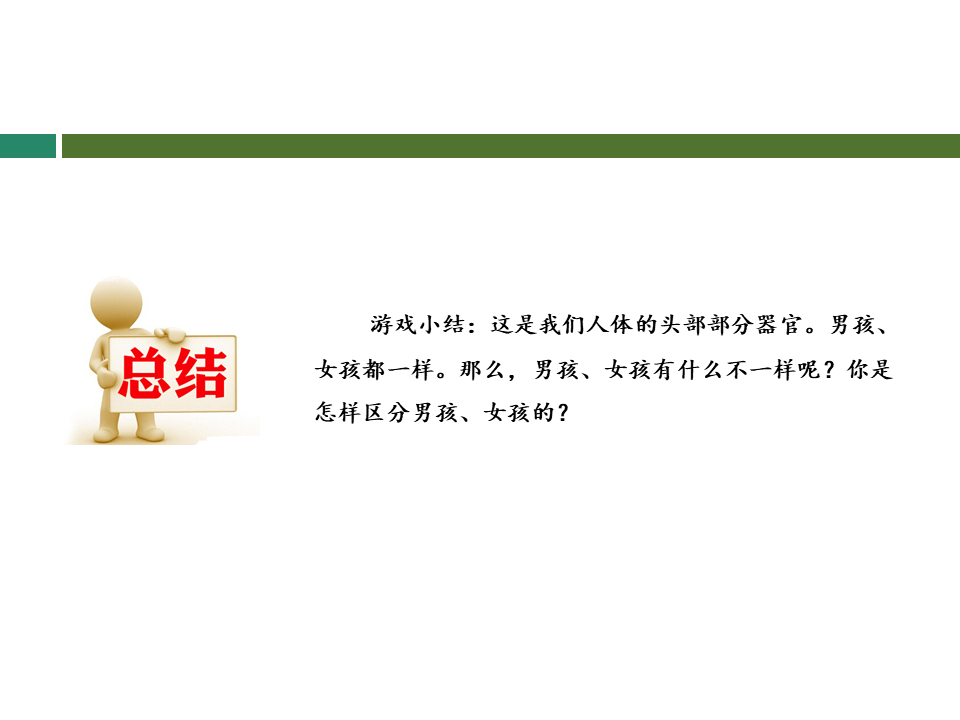 总结
游戏小结：这是我们人体的头部部分器官。男孩、
女孩都一样。那么，男孩、女孩有什么不一样呢？你是
怎样区分男孩、女孩的？